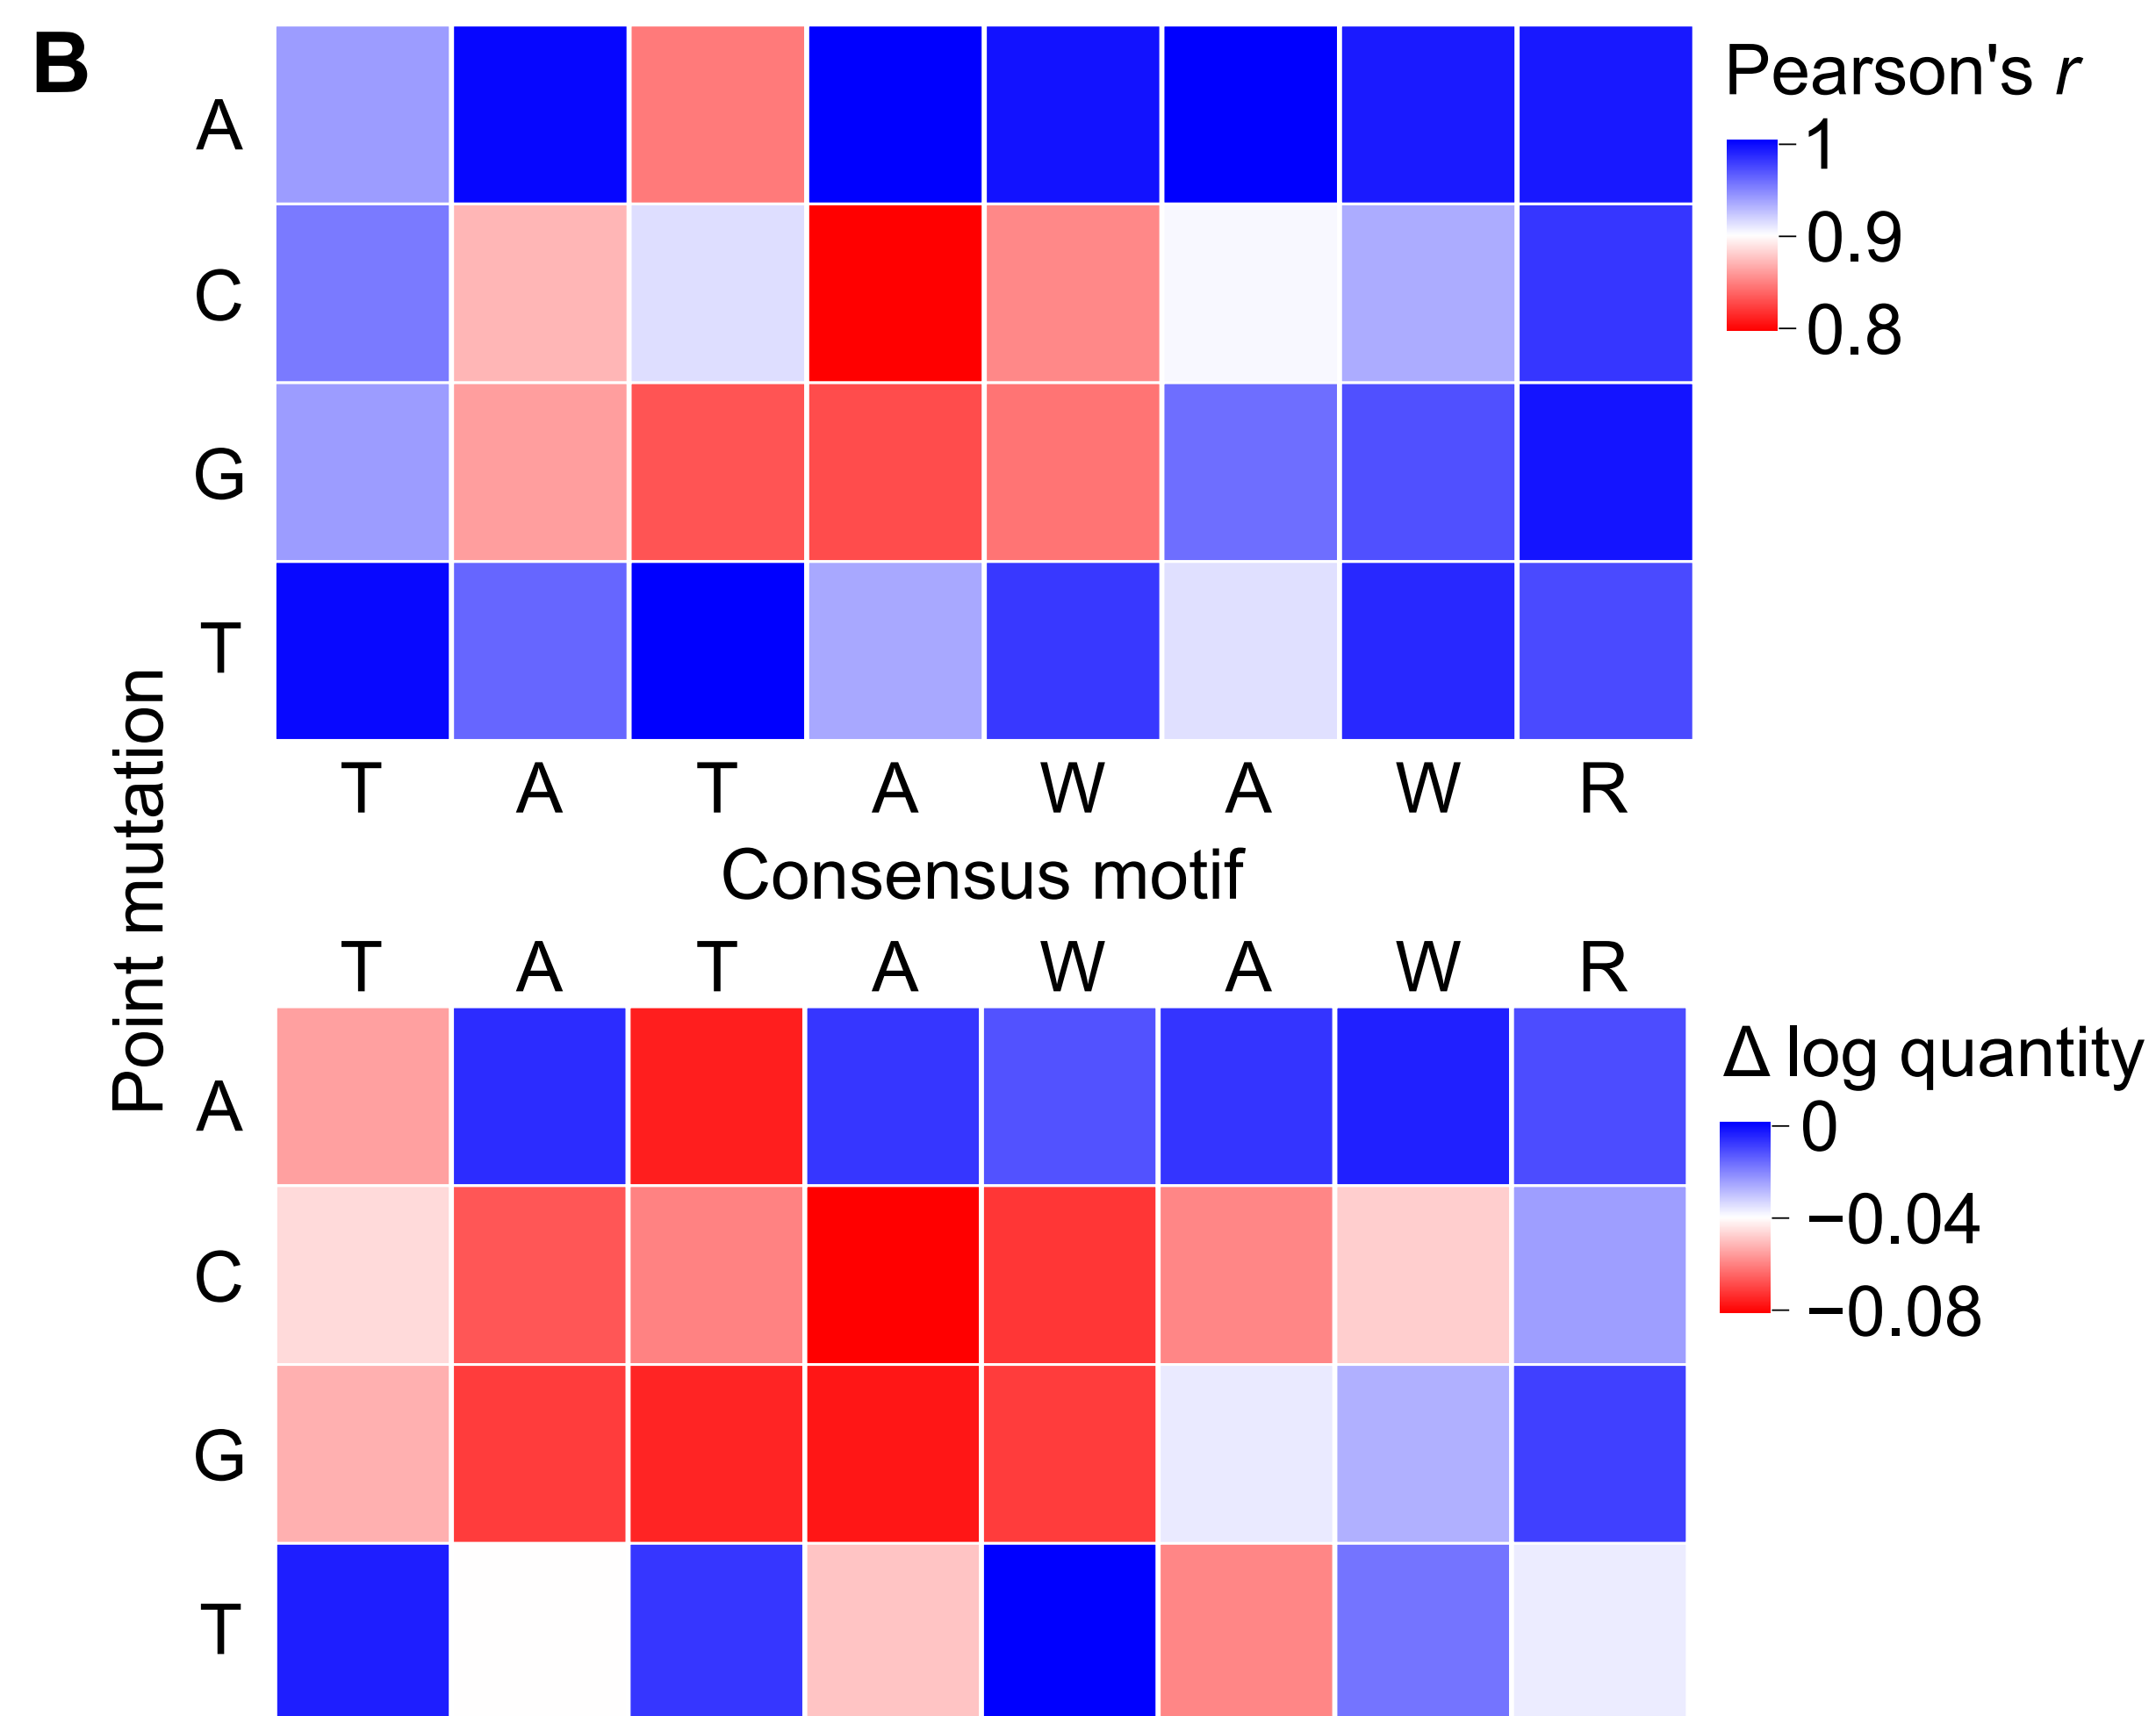 B
Pearson's r
1
0.9
0.8
A
C
G
T
T A T A W A W R
Consensus motif
Point mutation
T A T A W A W R
A
C
G
T
Δ log quantity
0
−0.04
−0.08